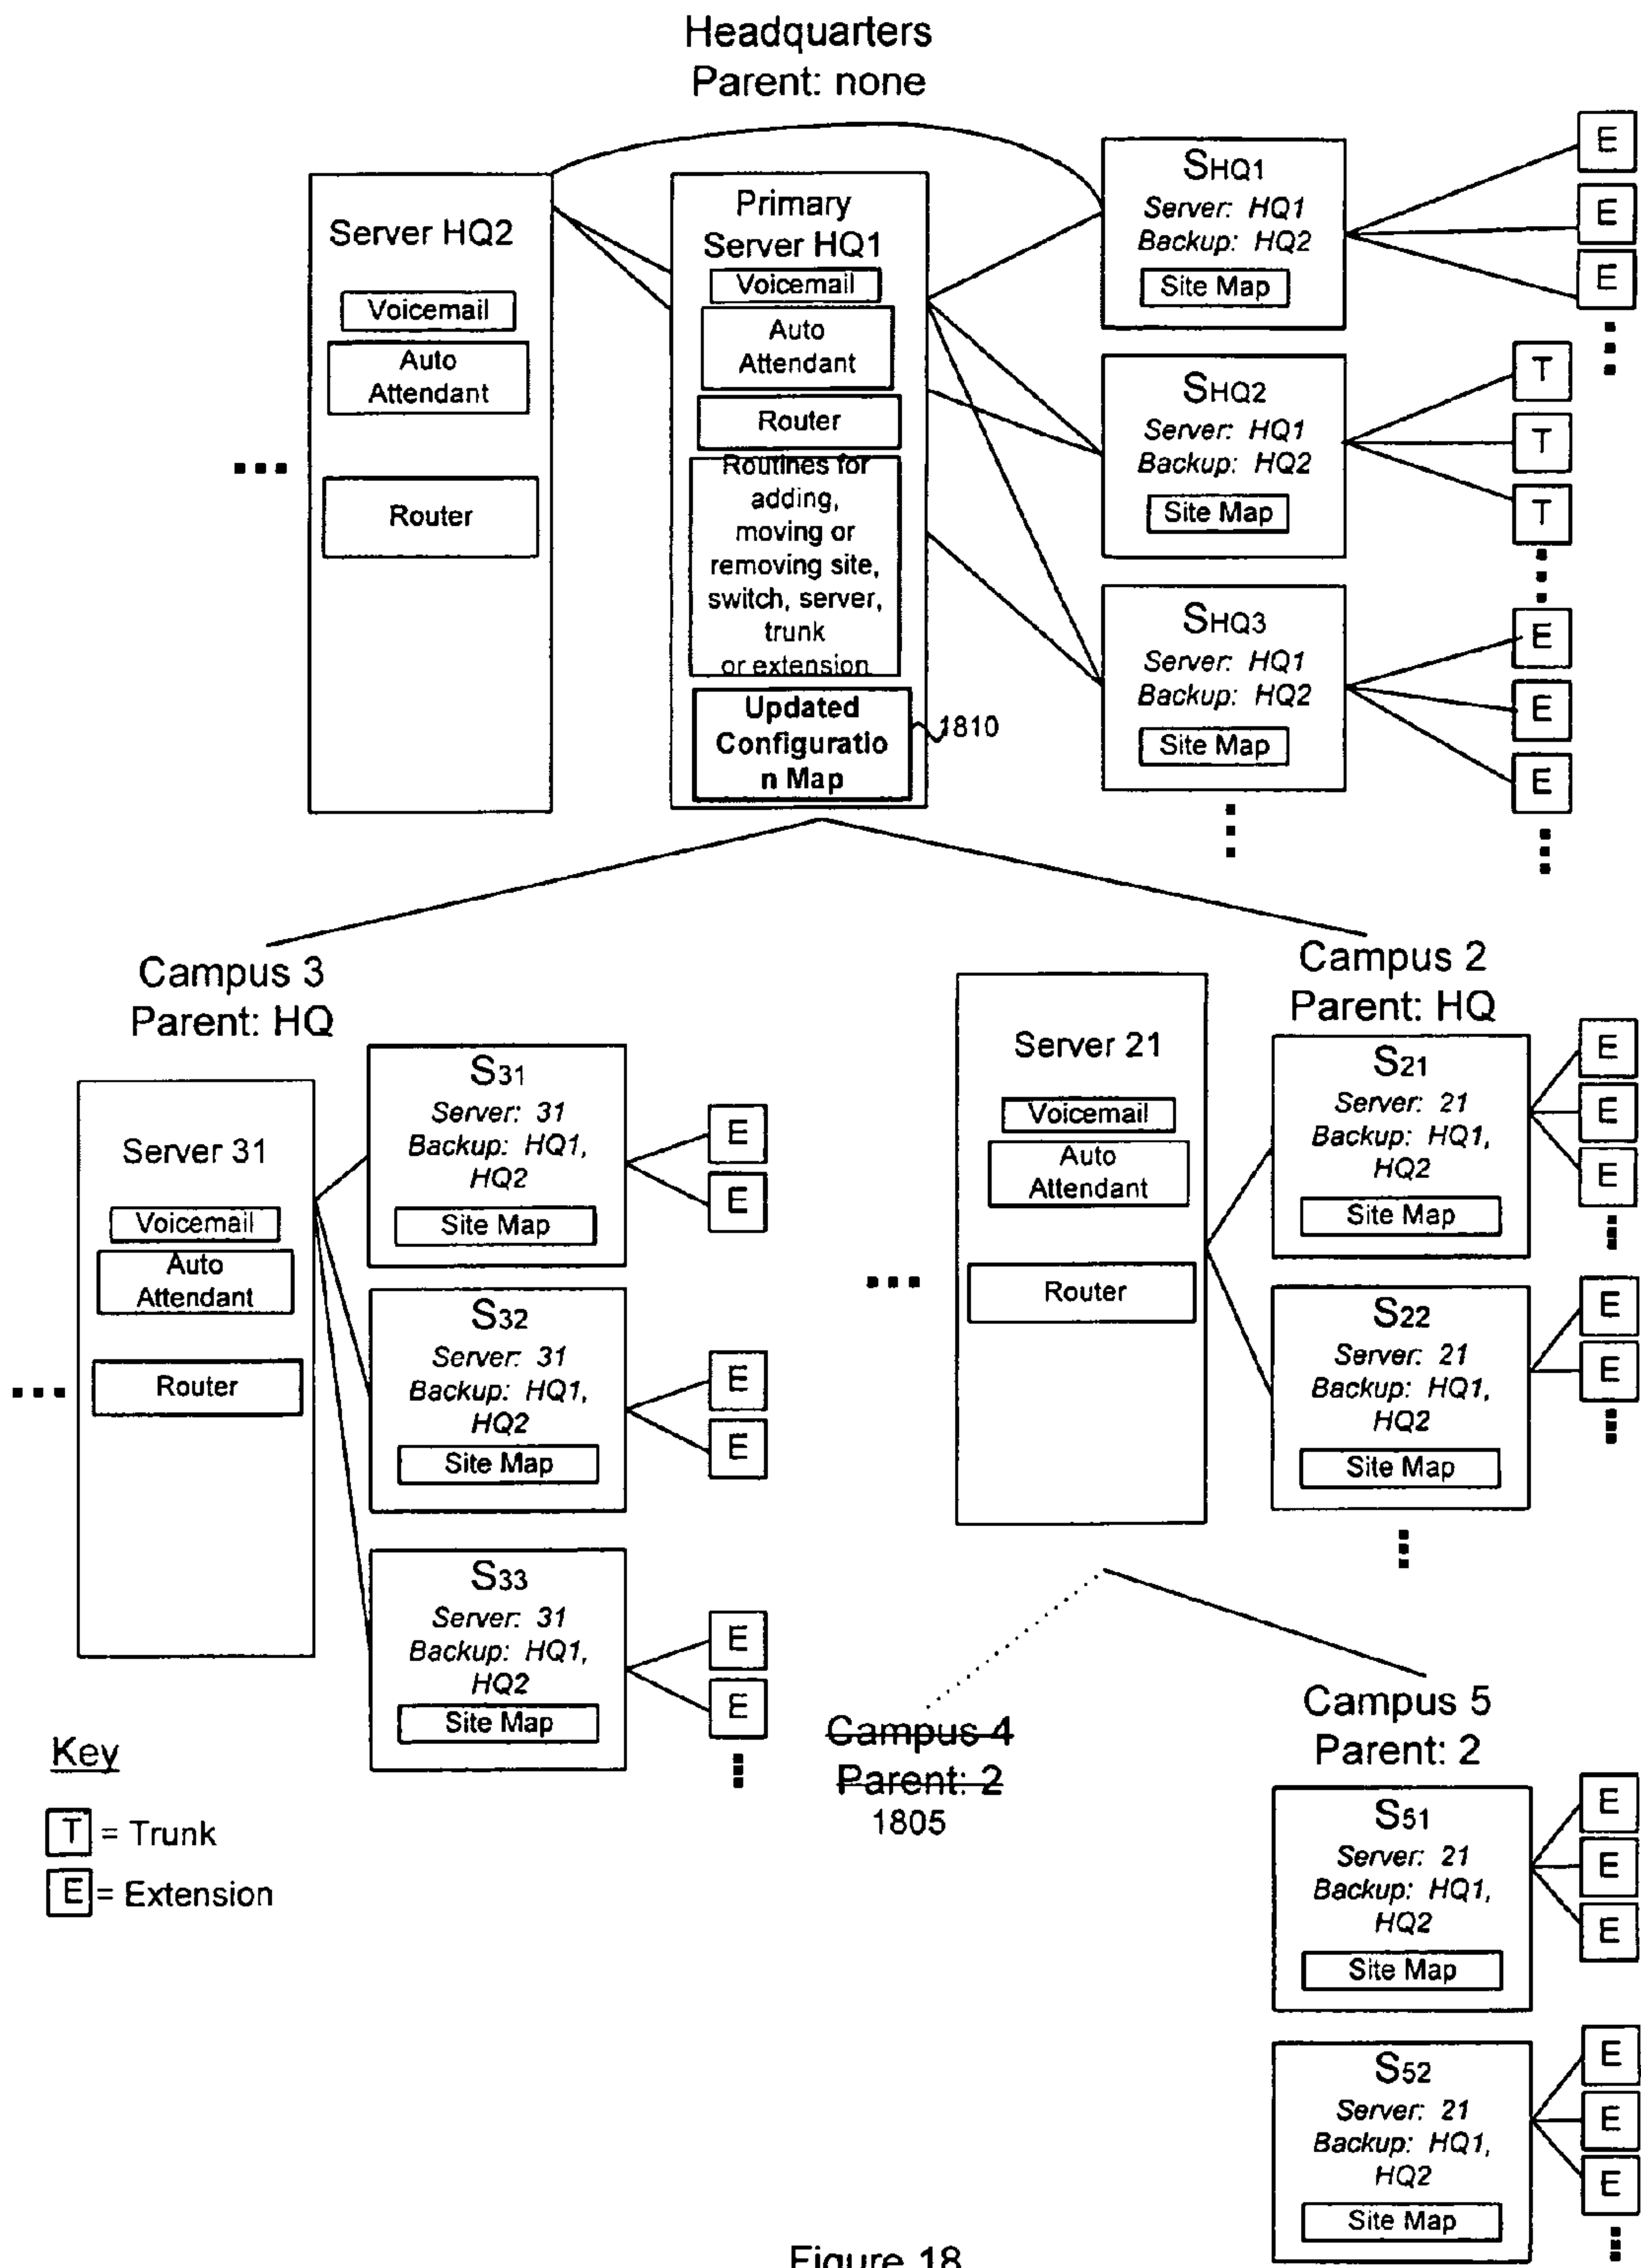 Headquarters
Parent: none
Server HQ2
Voicemail
Auto
Attendant
Router
Primary
Server HQ1
Voicemail
Auto
Attendant
Router
Routines for
adding,
moving or
removing site,
switch, server,
trunk
or extension
Updated
Configuratio
n Map
1810
SHQ1
Server: HQ1
Backup: HQ2
Site Map
E
E
E
SHQ2
Server: HQ1
Backup: HQ2
Site Map
T
T
T
SHQ3
Server: HQ1
Backup: HQ2
Site Map
E
E
E
Campus 3
Parent: HQ
Server 31
Voicemail
Auto
Attendant
Router
S31
Server: 31
Backup: HQ1,
HQ2
Site Map
E
E
S32
Server: 31
Backup: HQ1,
HQ2
Site Map
E
E
S33
Server: 31
Backup: HQ1,
HQ2
Site Map
E
E
Campus 2
Parent: HQ
Server 21
Voicemail
Auto
Attendant
Router
S21
Server: 21
Backup: HQ1,
HQ2
Site Map
E
E
E
S22
Server: 21
Backup: HQ1,
HQ2
Site Map
E
E
Campus 4
Parent: 2
1805
Campus 5
Parent: 2
S51
Server: 21
Backup: HQ1,
HQ2
Site Map
E
E
E
S52
Server: 21
Backup: HQ1,
HQ2
Site Map
E
E
E
Key
T = Trunk
E = Extension
Figure 18